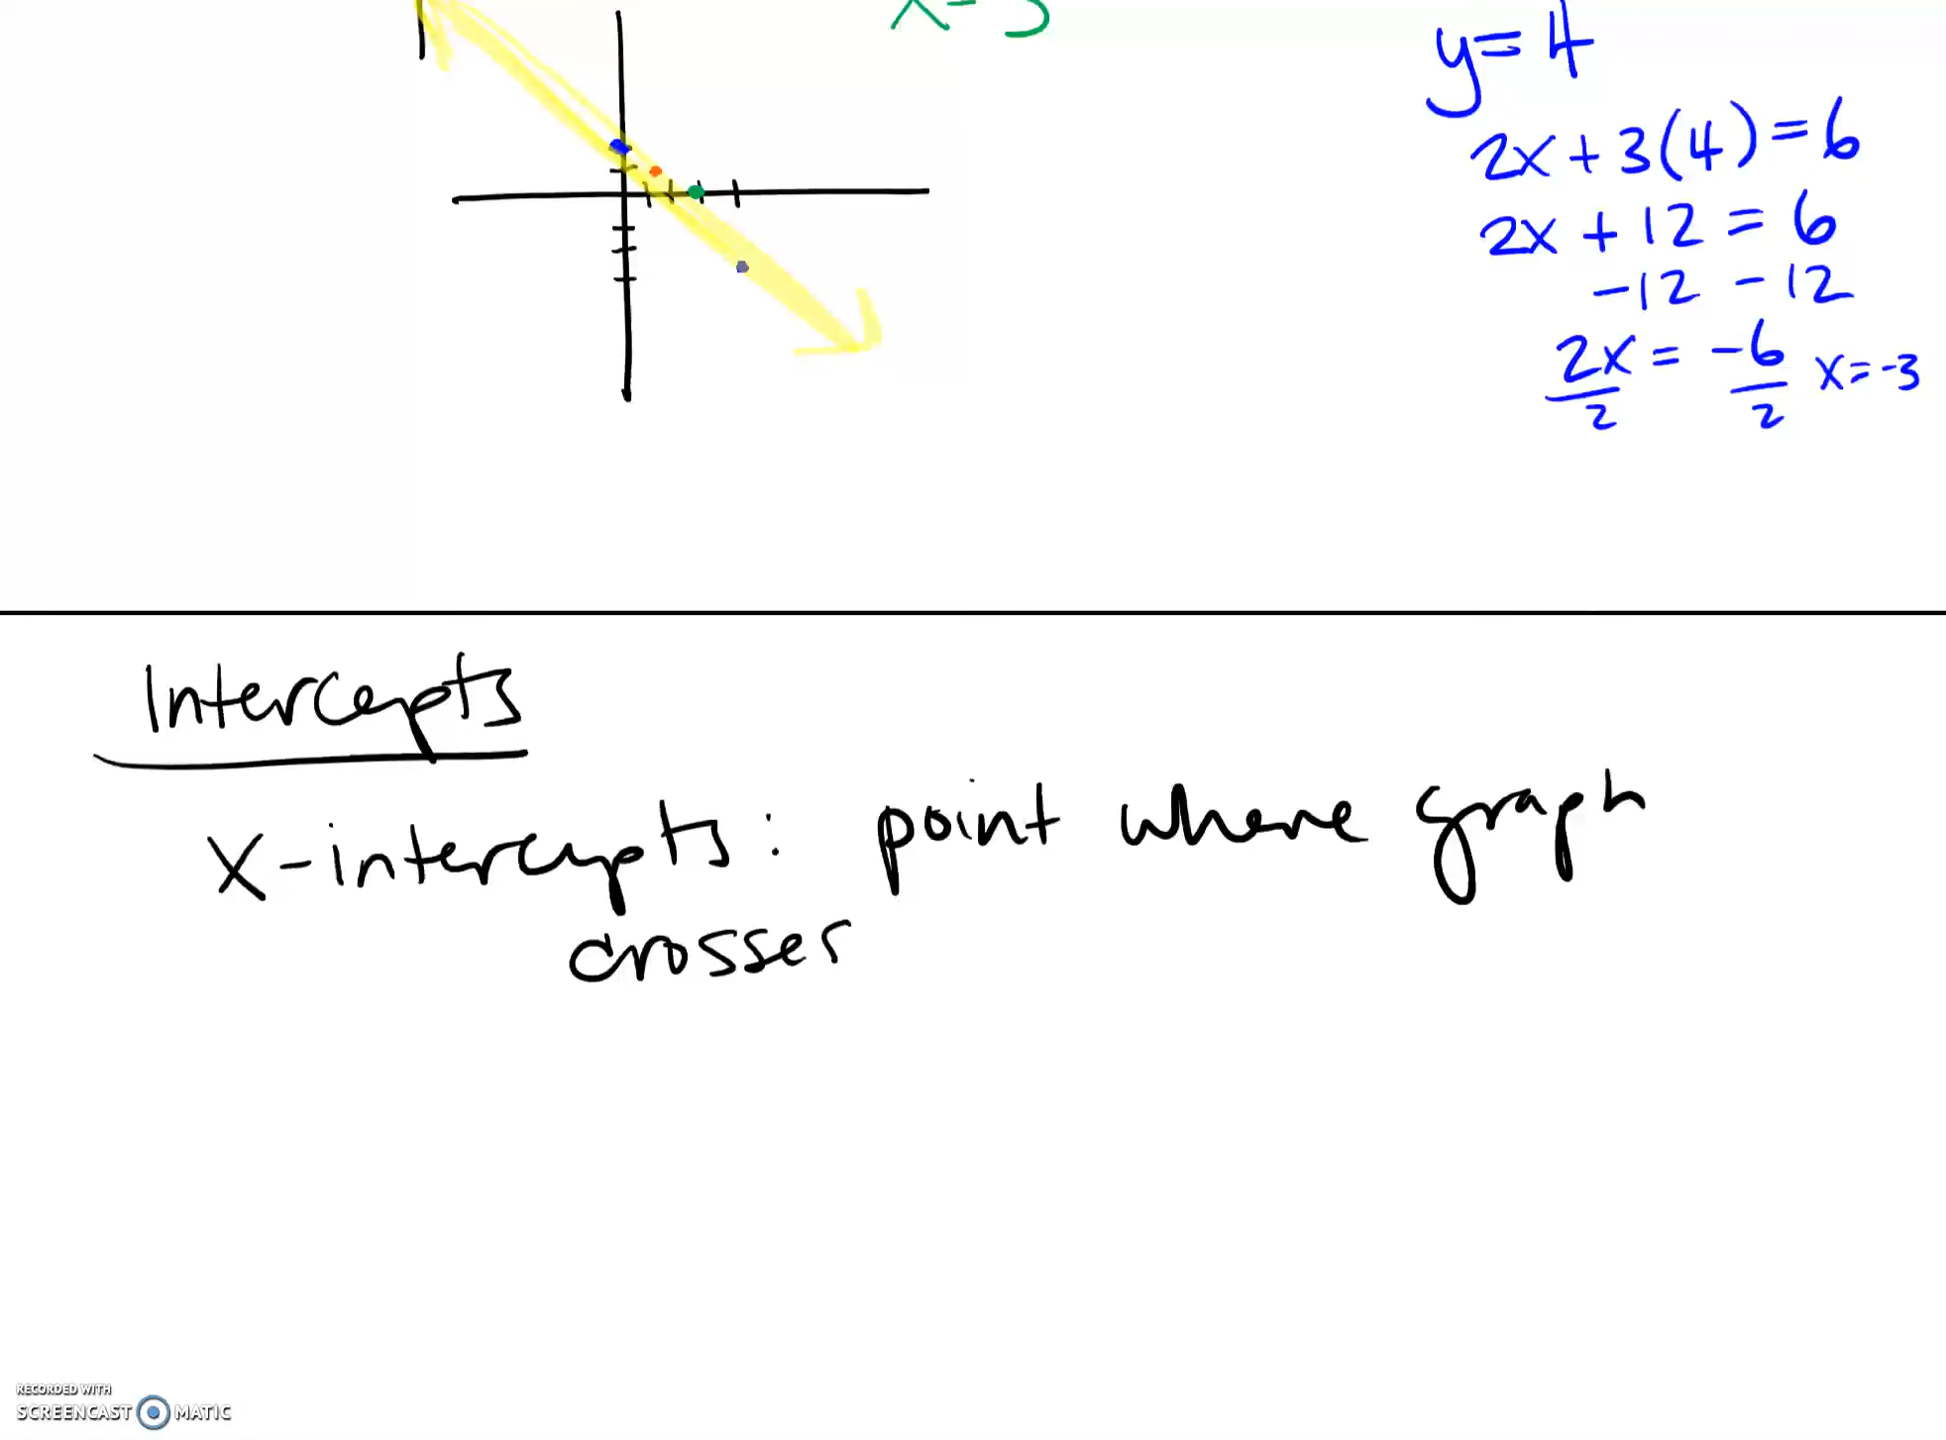 x=3
y=4
2x+3(4)=6
2x+12=6
-12 -12
2x = -6 x=-3
2 2
Intercepts
x-intercepts: point where graph
crosses
RECORDED WITH
SCREENCAST MATIC